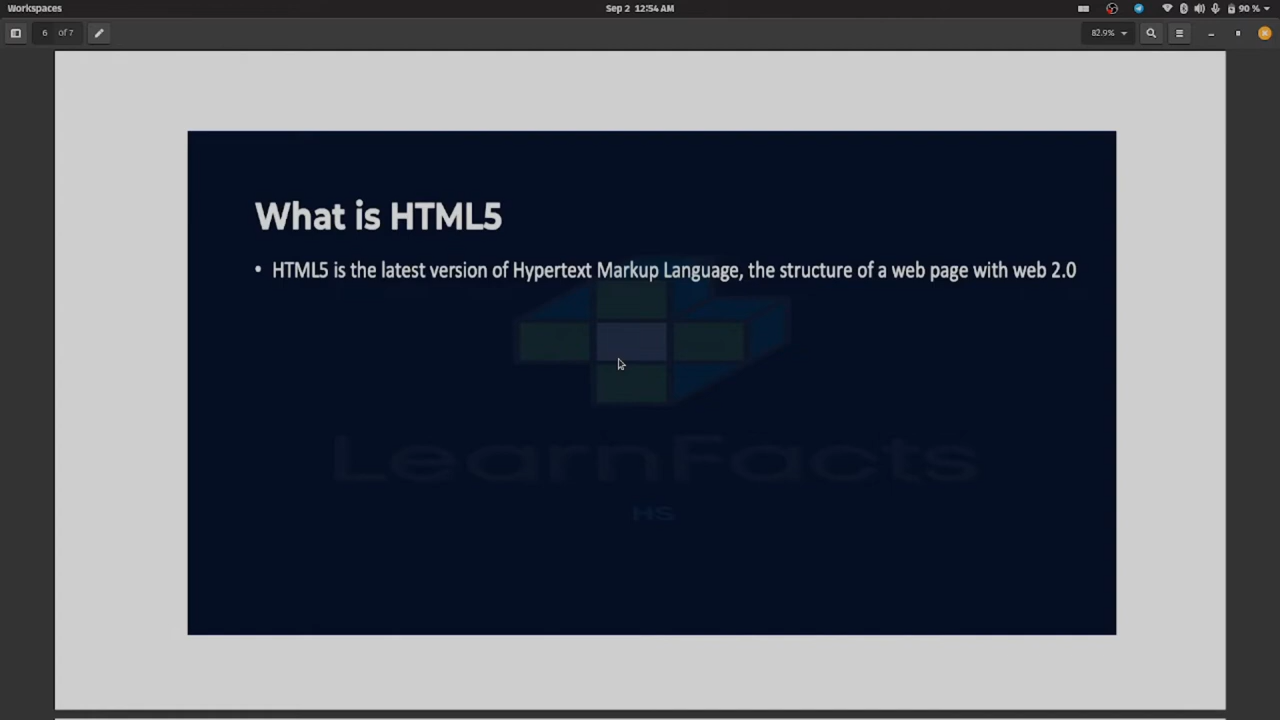 Workspaces
Sep 2 12:54 AM
90 %
6 of 7
82.9%
What is HTML5
• HTML5 is the latest version of Hypertext Markup Language, the structure of a web page with web 2.0
LearnFacts
HS